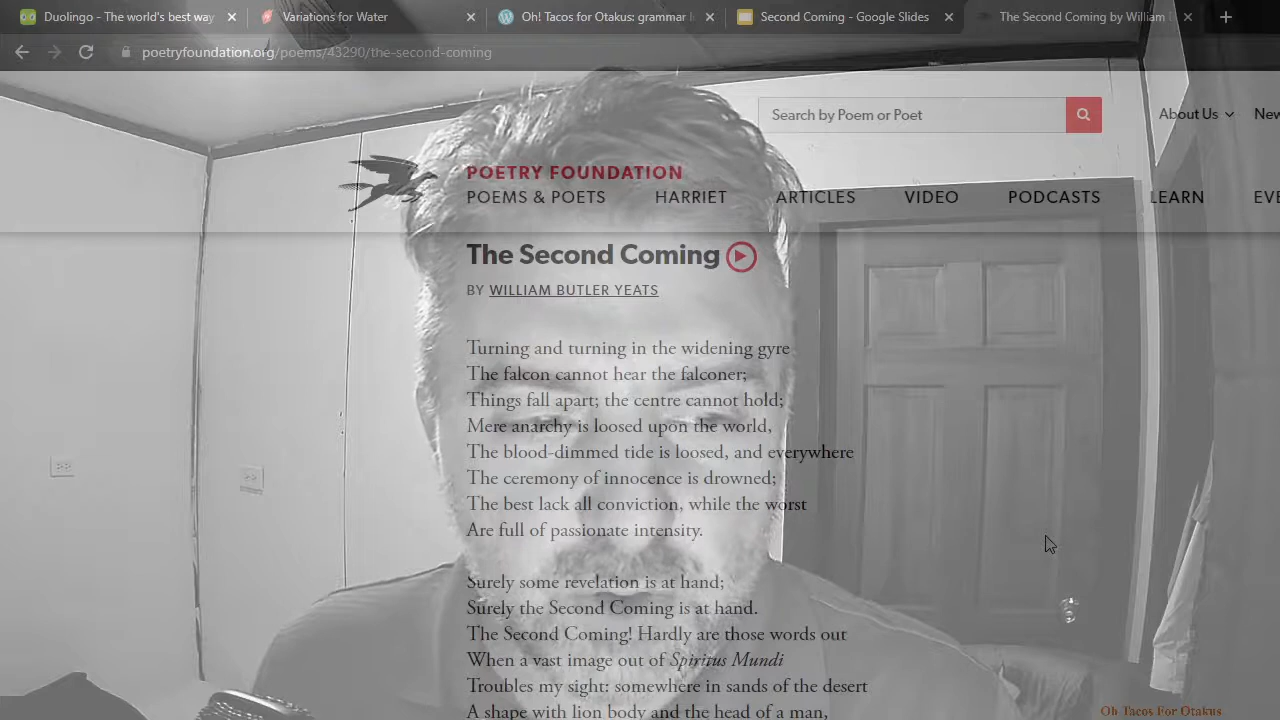 Duolingo - The world's best way
Variations for Water
Oh! Tacos for Otakus: grammar l
Second Coming - Google Slides
The Second Coming by William B
poetryfoundation.org/poems/43290/the-second-coming
Search by Poem or Poet
About Us
New
POETRY FOUNDATION
POEMS & POETS HARRIET ARTICLES VIDEO PODCASTS LEARN EVE
The Second Coming
BY WILLIAM BUTLER YEATS
Turning and turning in the widening gyre
The falcon cannot hear the falconer;
Things fall apart; the centre cannot hold;
Mere anarchy is loosed upon the world,
The blood-dimmed tide is loosed, and everywhere
The ceremony of innocence is drowned;
The best lack all conviction, while the worst
Are full of passionate intensity.
Surely some revelation is at hand;
Surely the Second Coming is at hand.
The Second Coming! Hardly are those words out
When a vast image out of Spiritus Mundi
Troubles my sight: somewhere in sands of the desert
A shape with lion body and the head of a man,
Oh Tacos For Otakus